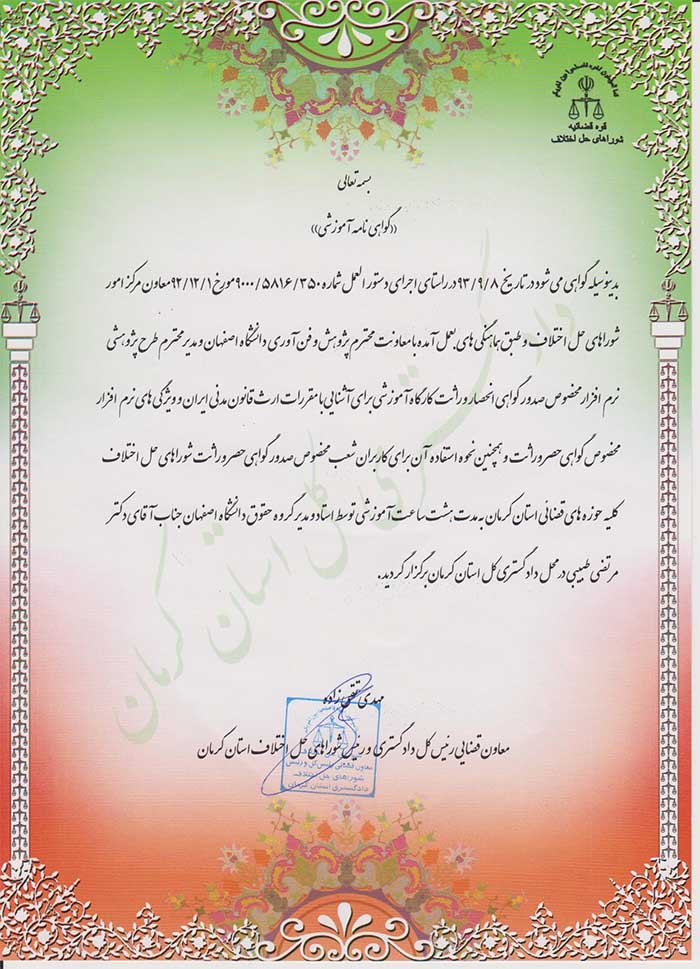 قوه قضائیه
شوراهای حل اختلاف
بسمه تعالی
((گواهی نامه آموزشی))
بدینوسیله گواهی می شود در تاریخ ۹۳/۹/۸ در راستای اجرای دستور العمل شماره ۹۰۰۰/۵۸۱۶/۳۵۰ مورخ ۹۲/۱۲/۱ معاون مرکز امور
شوراهای حل اختلاف و طبق هماهنگی های بعمل آمده با معاونت محترم پژوهش و فن آوری دانشگاه اصفهان و مدیر محترم طرح پژوهشی
نرم افزار مخصوص صدور گواهی انحصار وراثت کارگاه آموزشی برای آشنایی با مقررات ارث قانون مدنی ایران و ویژگی های نرم افزار
مخصوص گواهی حصر وراثت و همچنین نحوه استفاده آن برای کاربران شعب مخصوص صدور گواهی حصر وراثت شوراهای حل اختلاف
کلیه حوزه های قضائی استان کرمان به مدت هشت ساعت آموزشی توسط استاد و مدیر گروه حقوق دانشگاه اصفهان جناب آقای دکتر
مرتضی طبیبی در محل دادگستری کل استان کرمان برگزار گردید.
دادگستری کل استان کرمان
مهدی تقی زاده
معاون قضایی رئیس کل دادگستری و رئیس شوراهای حل اختلاف استان کرمان
معاون قضایی رئیس کل و رئیس
شوراهای حل اختلاف
دادگستری استان کرمان